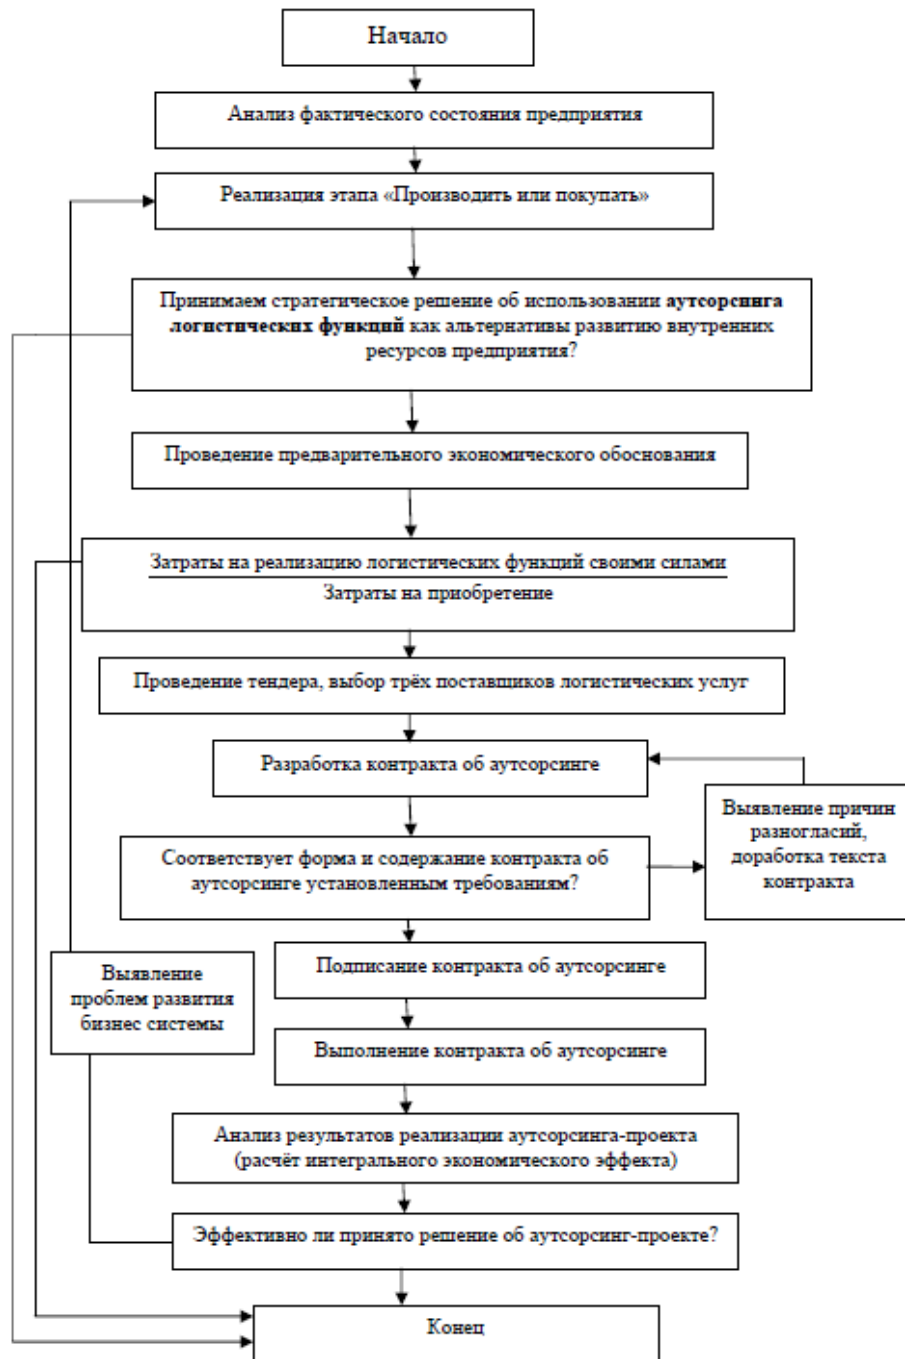 Начало
Анализ фактического состояния предприятия
Реализация этапа «Производить или покупать»
Принимаем стратегическое решение об использовании аутсорсинга
логистических функций как альтернативы развитию внутренних
ресурсов предприятия?
Проведение предварительного экономического обоснования
Затраты на реализацию логистических функций своими силами
Затраты на приобретение
Проведение тендера, выбор трёх поставщиков логистических услуг
Разработка контракта об аутсорсинге
Выявление причин
разногласий,
доработка текста
контракта
Соответствует форма и содержание контракта об
аутсорсинге установленным требованиям?
Подписание контракта об аутсорсинге
Выявление
проблем развития
бизнес системы
Выполнение контракта об аутсорсинге
Анализ результатов реализации аутсорсинга-проекта
(расчёт интегрального экономического эффекта)
Эффективно ли принято решение об аутсорсинг-проекте?
Конец